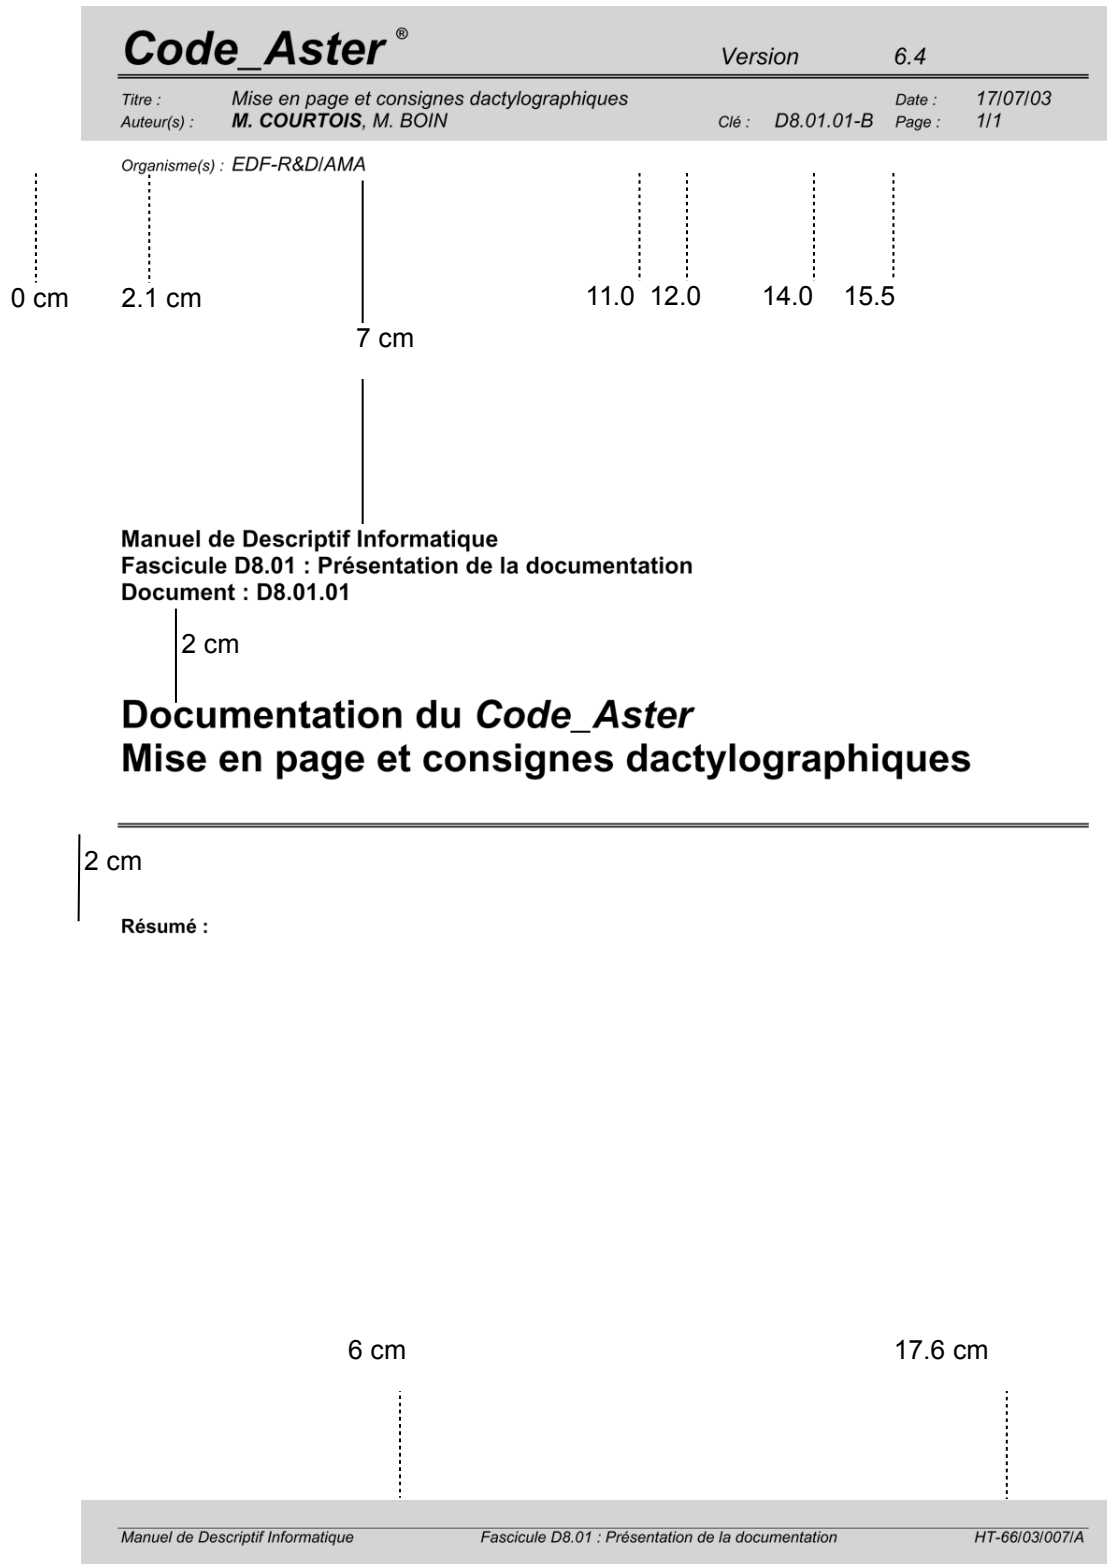 Code_Aster ® Version 6.4
Titre : Mise en page et consignes dactylographiques Date : 17/07/03
Auteur(s) : M. COURTOIS, M. BOIN Clé : D8.01.01-B Page : 1/1
Organisme(s) : EDF-R&D/AMA
0 cm 2.1 cm 11.0 12.0 14.0 15.5
7 cm
Manuel de Descriptif Informatique
Fascicule D8.01 : Présentation de la documentation
Document : D8.01.01
2 cm
Documentation du Code_Aster
Mise en page et consignes dactylographiques
2 cm
Résumé :
6 cm 17.6 cm
Manuel de Descriptif Informatique Fascicule D8.01 : Présentation de la documentation HT-66/03/007/A